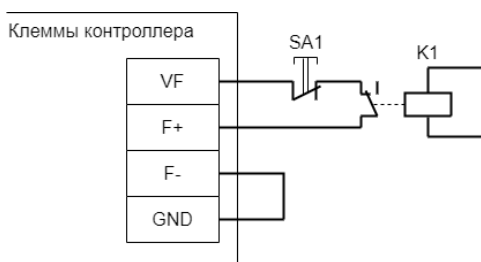 Клеммы контроллера
SA1
K1
VF
F+
F-
GND